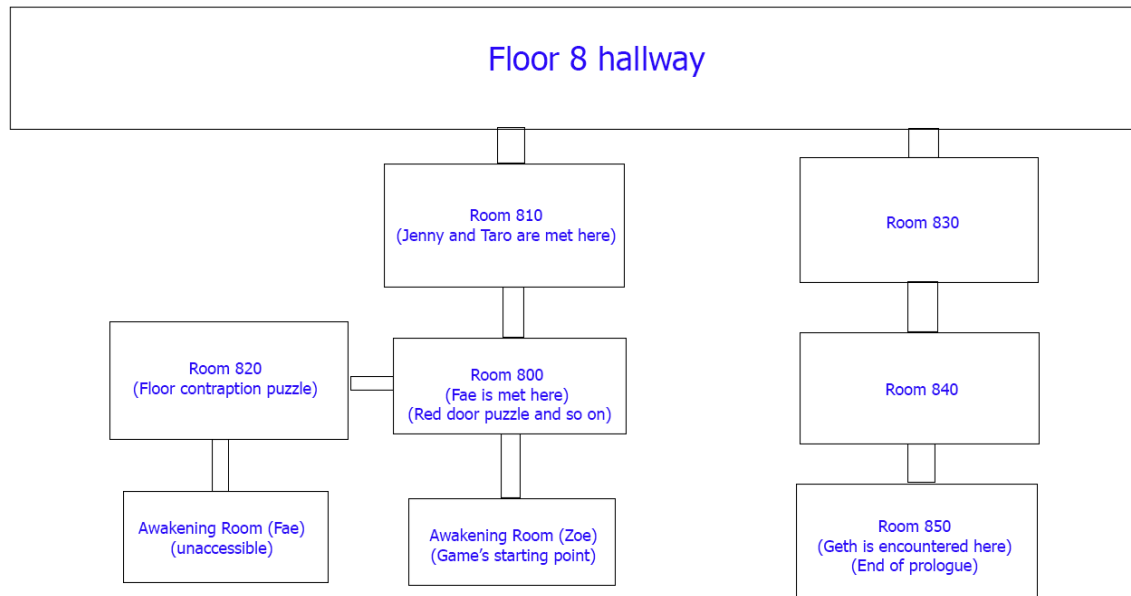 Floor 8 hallway
Room 810
(Jenny and Taro are met here)
Room 830
Room 820
(Floor contraption puzzle)
Room 800
(Fae is met here)
(Red door puzzle and so on)
Room 840
Awakening Room (Fae)
(unaccessible)
Awakening Room (Zoe)
(Game's starting point)
Room 850
(Geth is encountered here)
(End of prologue)